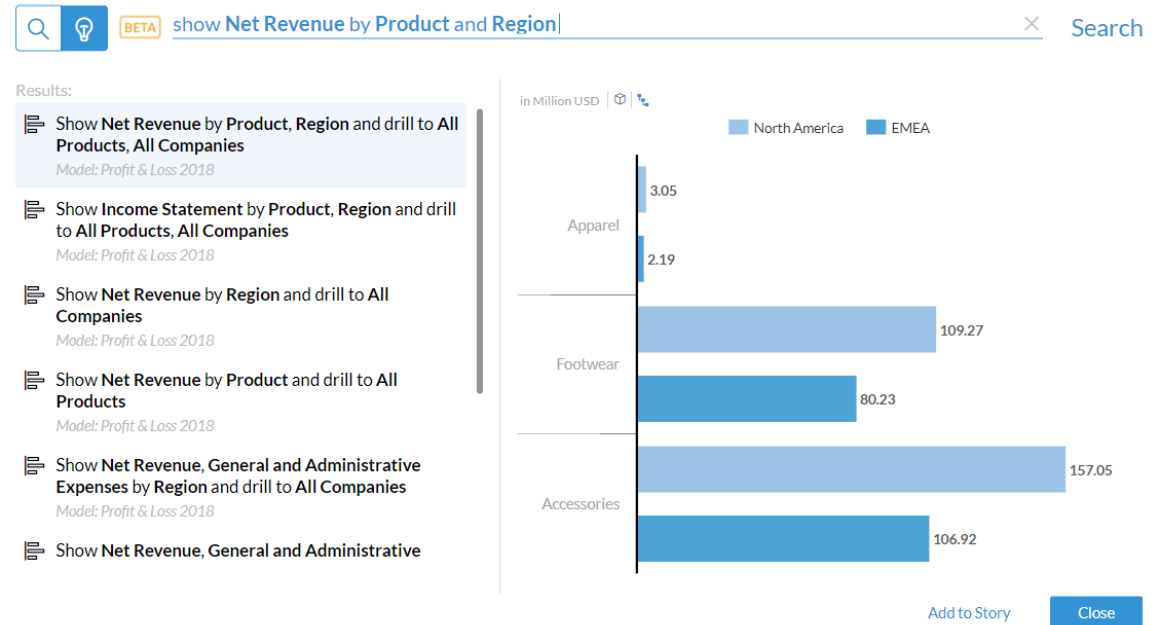 BETA show Net Revenue by Product and Region Search
Results:
Show Net Revenue by Product, Region and drill to All
Products, All Companies
Model: Profit & Loss 2018
Show Income Statement by Product, Region and drill
to All Products, All Companies
Model: Profit & Loss 2018
Show Net Revenue by Region and drill to All
Companies
Model: Profit & Loss 2018
Show Net Revenue by Product and drill to All
Products
Model: Profit & Loss 2018
Show Net Revenue, General and Administrative
Expenses by Region and drill to All Companies
Model: Profit & Loss 2018
Show Net Revenue, General and Administrative
in Million USD
North America EMEA
Apparel
3.05
2.19
Footwear
109.27
80.23
Accessories
157.05
106.92
Add to Story Close